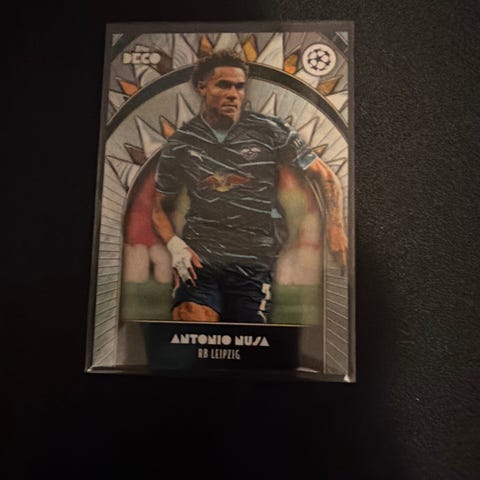 DECO
ANTONIO NUSA
RB LEIPZIG